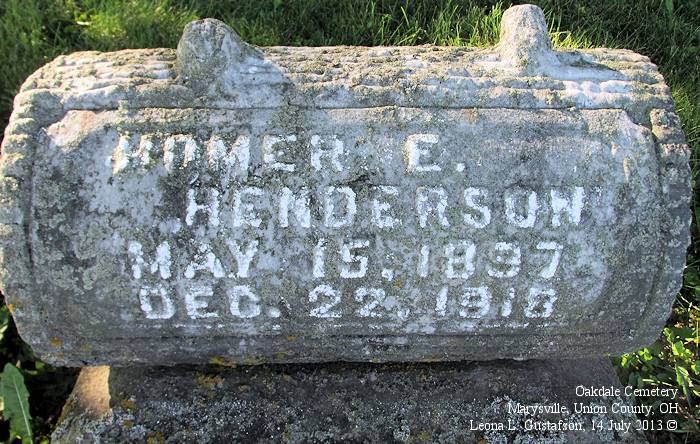 HOMER E.
HENDERSON
MAY 15, 1897
DEC. 22, 1918
Oakdale Cemetery
Marysville, Union County, OH
Leona L. Gustafson, 14 July 2013 ©